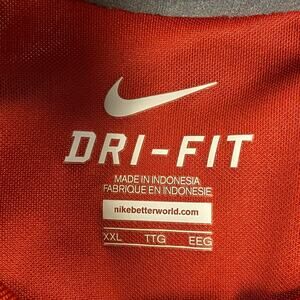 DRI-FIT
MADE IN INDONESIA
FABRIQUE EN INDONESIE
nikebetterworld.com
XXL TTG EEG